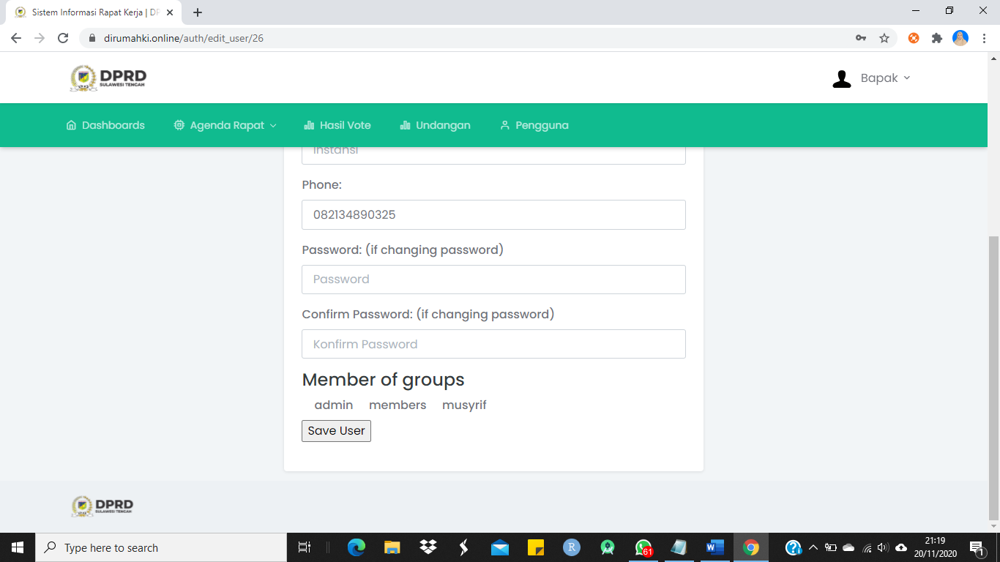 Sistem Informasi Rapat Kerja | DP
dirumahki.online/auth/edit_user/26
DPRD
SULAWESI TENGAH
Bapak
Dashboards
Agenda Rapat
Hasil Vote
Undangan
Pengguna
Instansi
Phone:
082134890325
Password: (if changing password)
Password
Confirm Password: (if changing password)
Konfirm Password
Member of groups
admin members musyrif
Save User
DPRD
SULAWESI TENGAH
Type here to search
R
61
W
21:19
20/11/2020
1